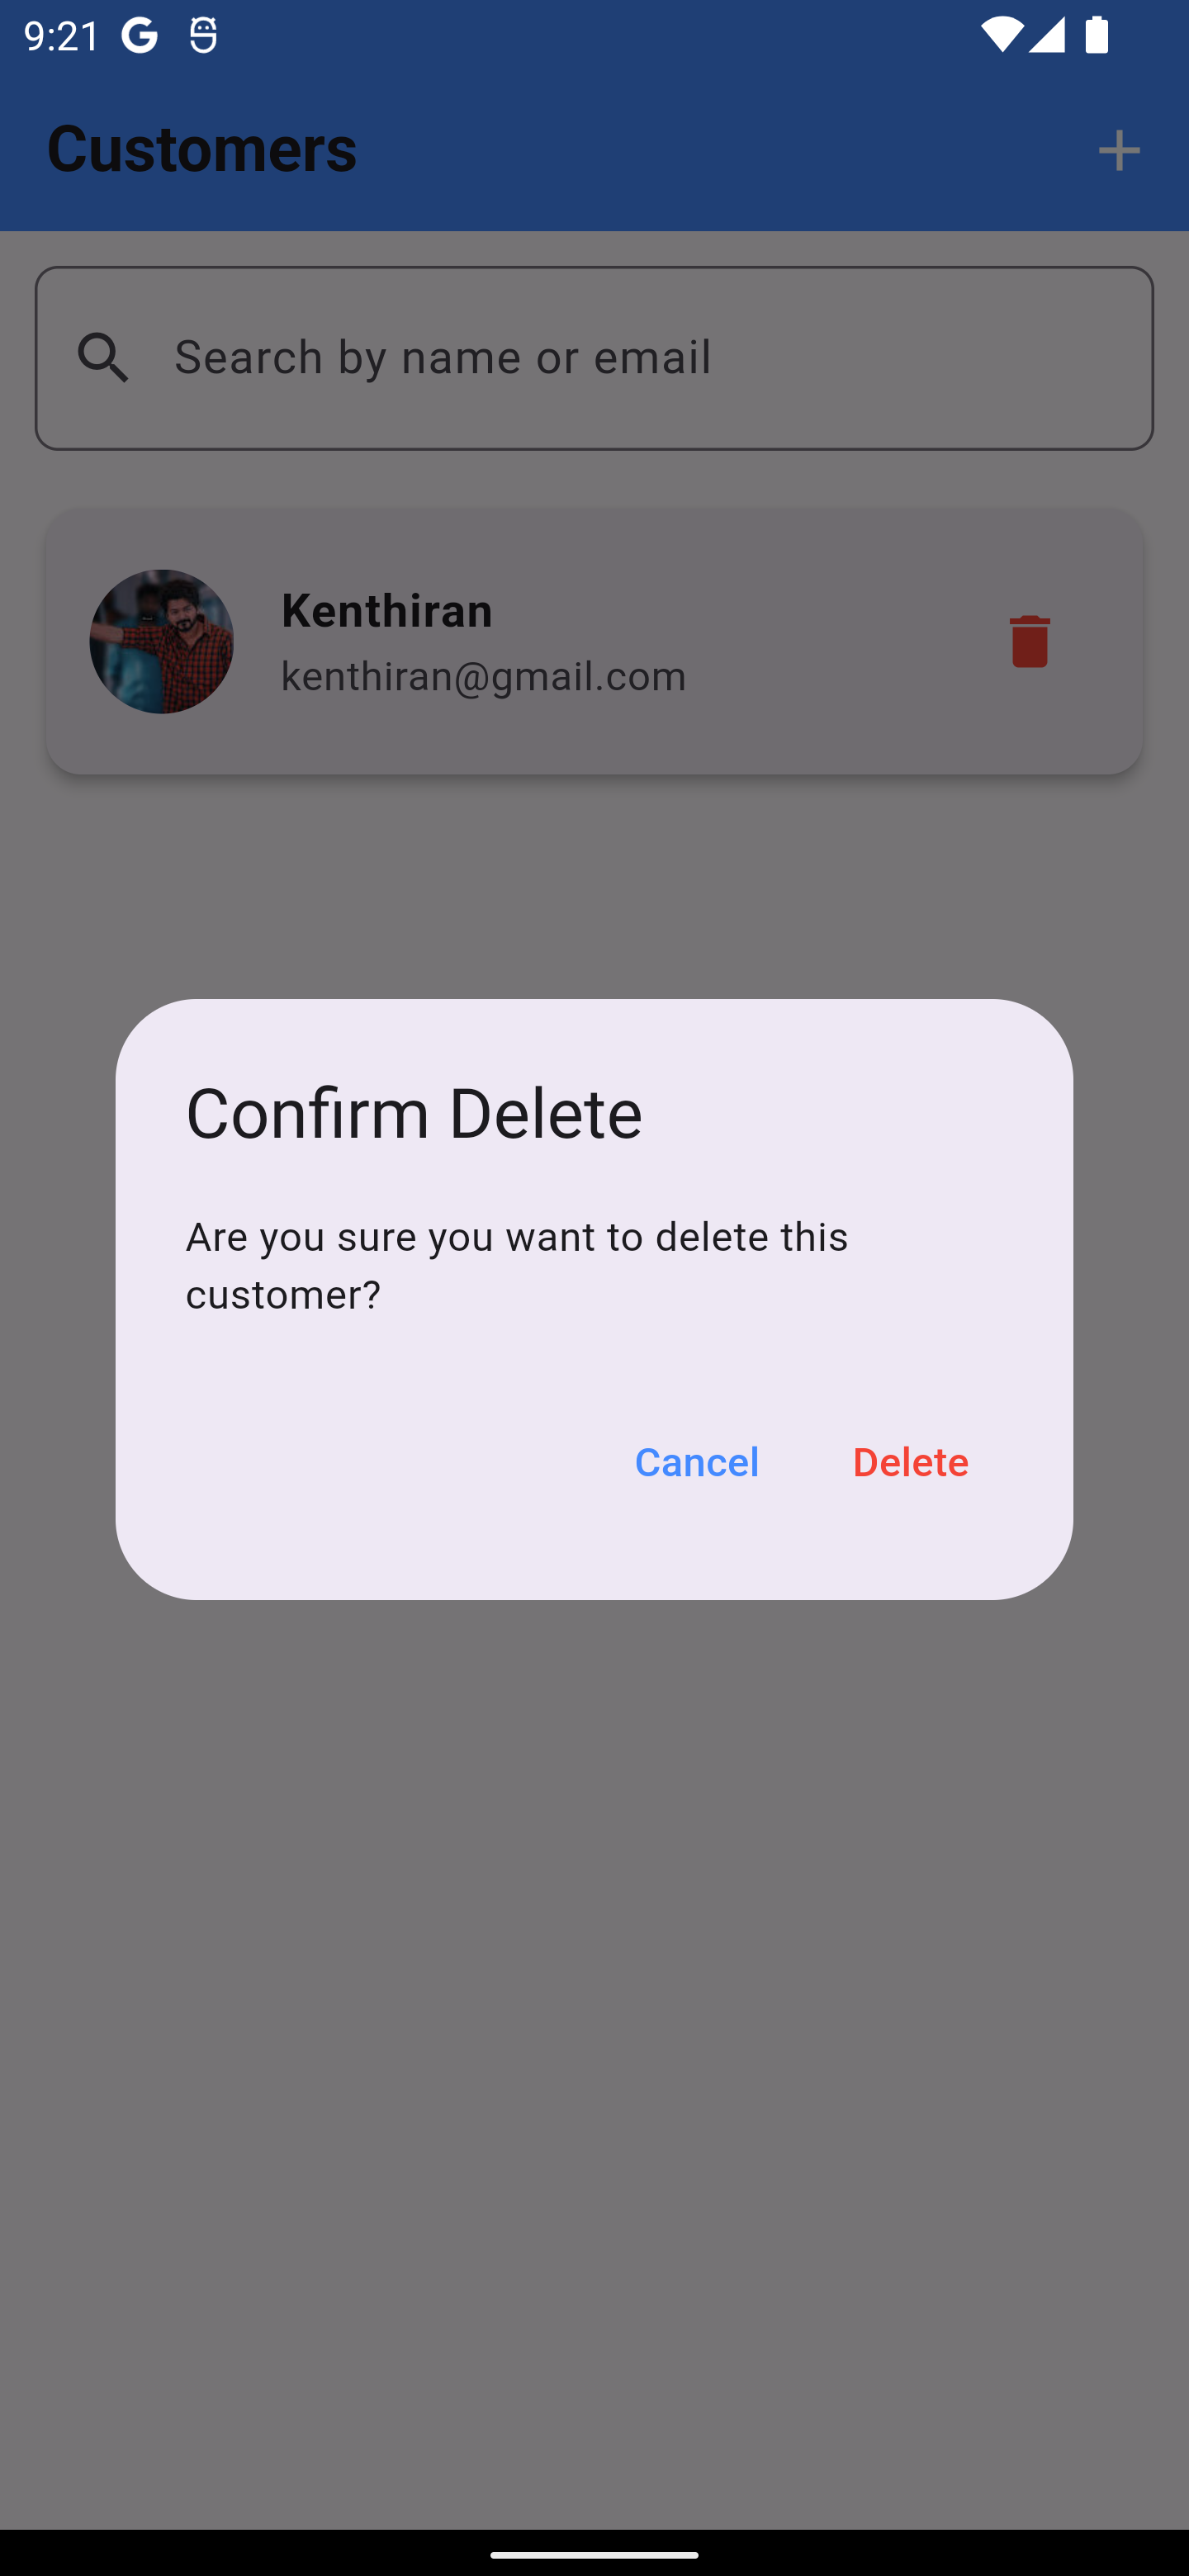 9:21
Customers
Search by name or email
Kenthiran
kenthiran@gmail.com
Confirm Delete
Are you sure you want to delete this
customer?
Cancel Delete